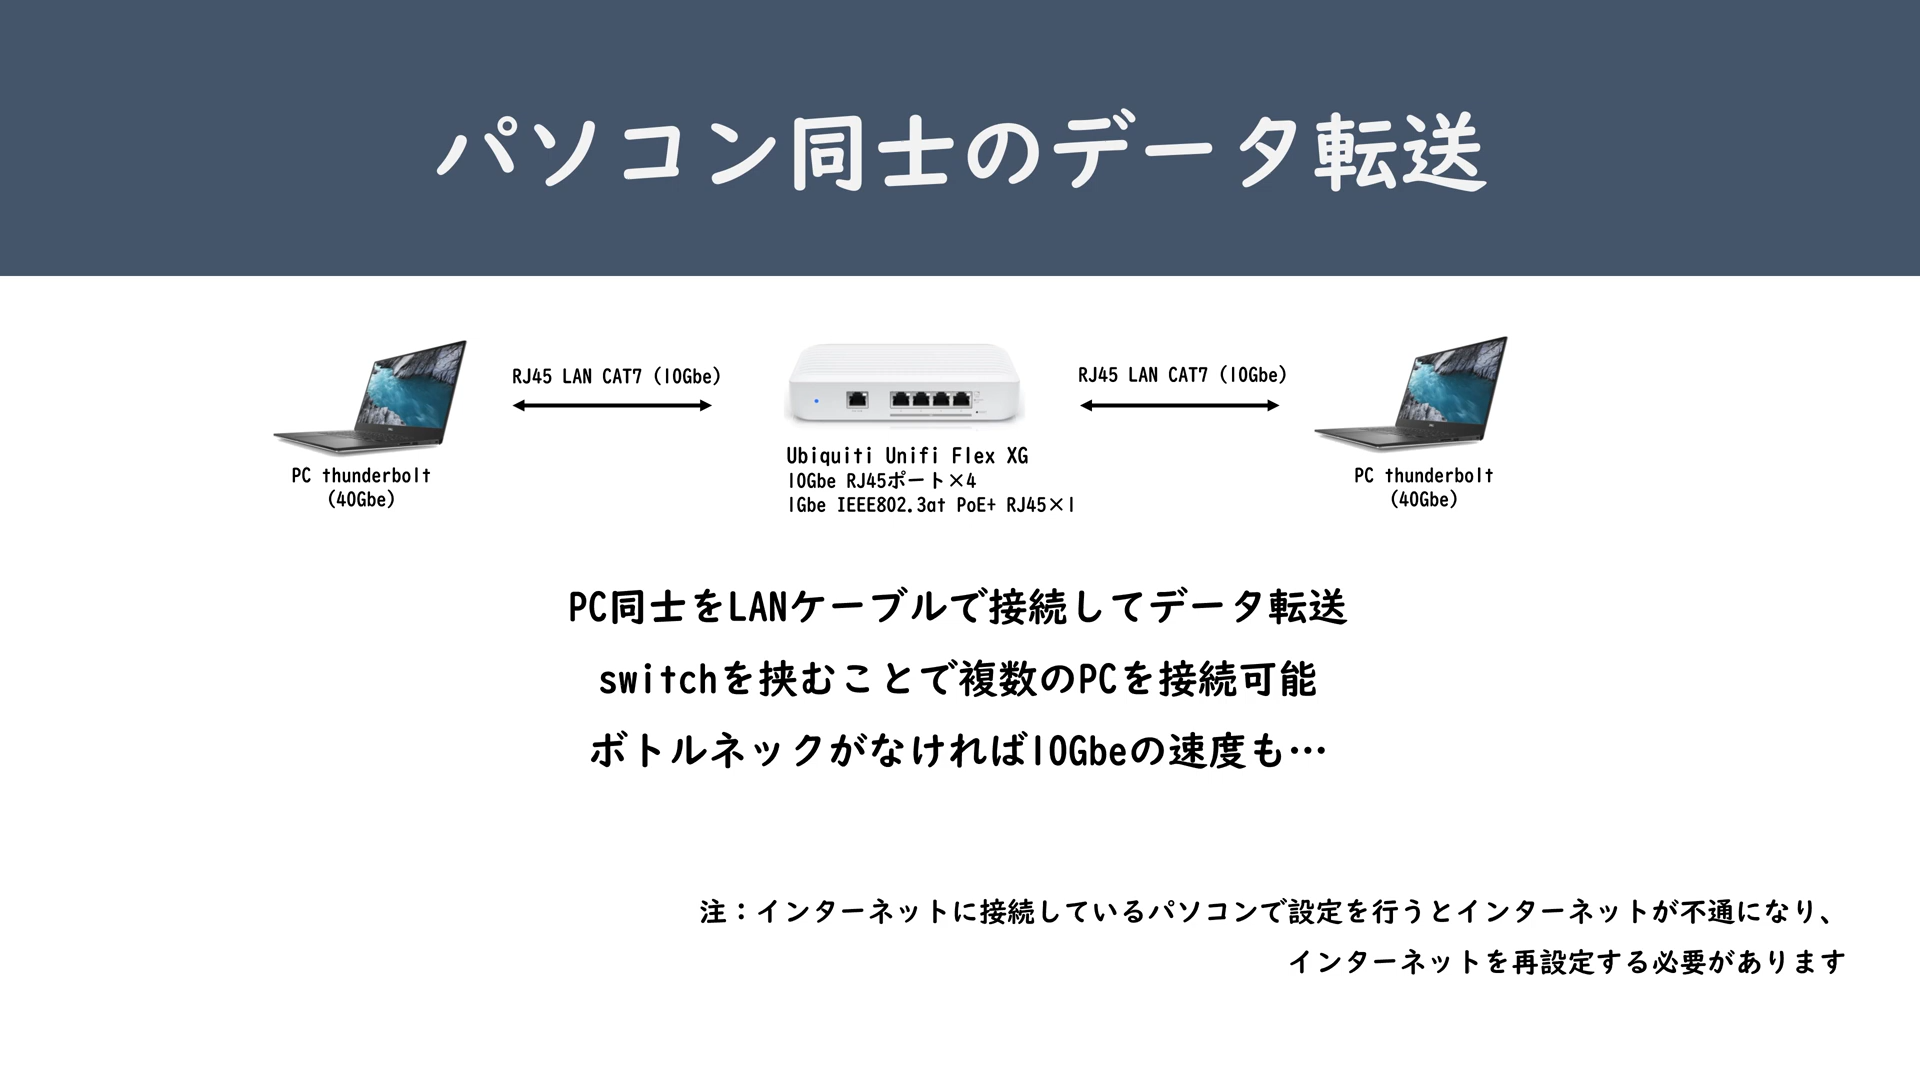 パソコン同士のデータ転送
RJ45 LAN CAT7 (10Gbe)
RJ45 LAN CAT7 (10Gbe)
PC thunderbolt
(40Gbe)
Ubiquiti Unifi Flex XG
10Gbe RJ45ポート×4
1Gbe IEEE802.3at PoE+ RJ45×1
PC thunderbolt
(40Gbe)
PC同士をLANケーブルで接続してデータ転送
switchを挟むことで複数のPCを接続可能
ボトルネックがなければ10Gbeの速度も…
注：インターネットに接続しているパソコンで設定を行うとインターネットが不通になり、
インターネットを再設定する必要があります